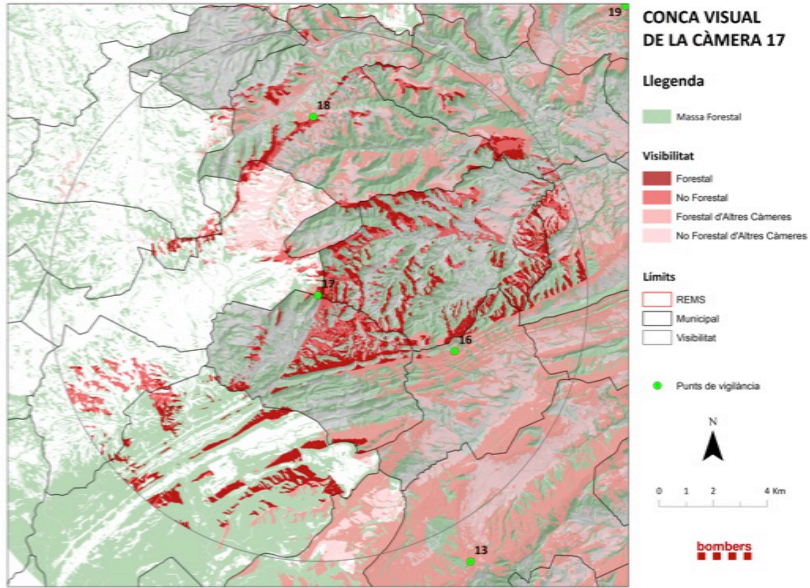 CONCA VISUAL
DE LA CÀMERA 17
Llegenda
Massa Forestal
Visibilitat
Forestal
No Forestal
Forestal d'Altres Càmeres
No Forestal d'Altres Càmeres
Límits
REMS
Municipal
Visibilitat
Punts de vigilància
N
0 1 2 4 Km
bombers
19
18
17
16
13